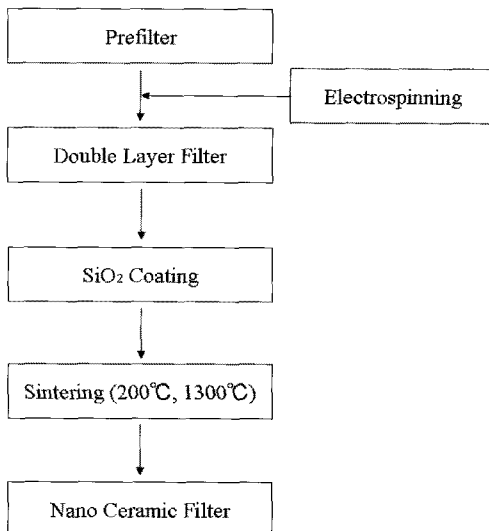 Prefilter
Electrospinning
Double Layer Filter
SiO₂ Coating
Sintering (200℃, 1300℃)
Nano Ceramic Filter